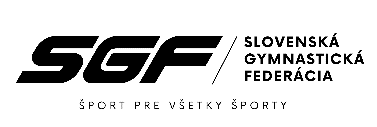 SGF
SLOVENSKÁ
GYMNASTICKÁ
FEDERÁCIA
ŠPORT PRE VŠETKY ŠPORTY